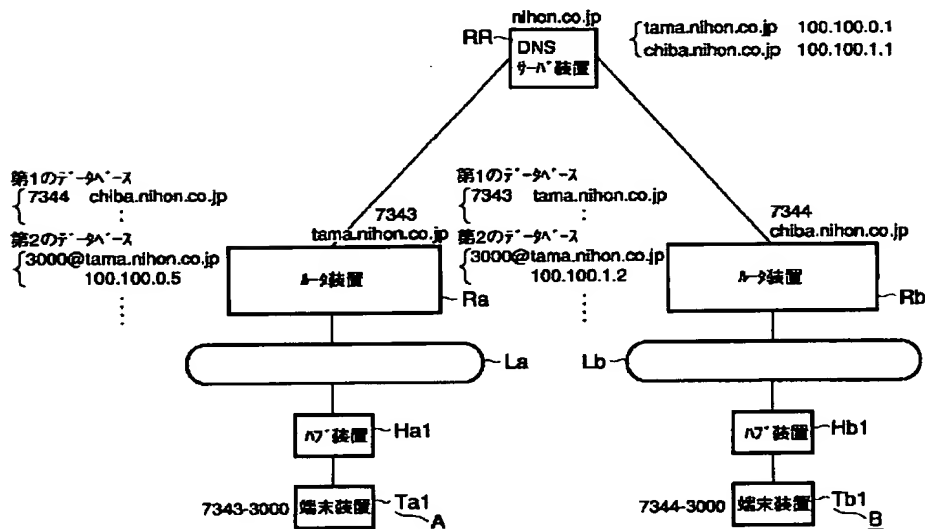 nihon.co.jp
RR
DNS
サーバ装置
tama.nihon.co.jp 100.100.0.1
chiba.nihon.co.jp 100.100.1.1
第1のデータベース
7344 chiba.nihon.co.jp
第2のデータベース
3000@tama.nihon.co.jp
100.100.0.5
7343
tama.nihon.co.jp
ルータ装置
Ra
第1のデータベース
7343 tama.nihon.co.jp
第2のデータベース
3000@tama.nihon.co.jp
100.100.1.2
7344
chiba.nihon.co.jp
ルータ装置
Rb
La
Lb
ハブ装置
Ha1
ハブ装置
Hb1
7343-3000
端末装置
Ta1
A
7344-3000
端末装置
Tb1
B